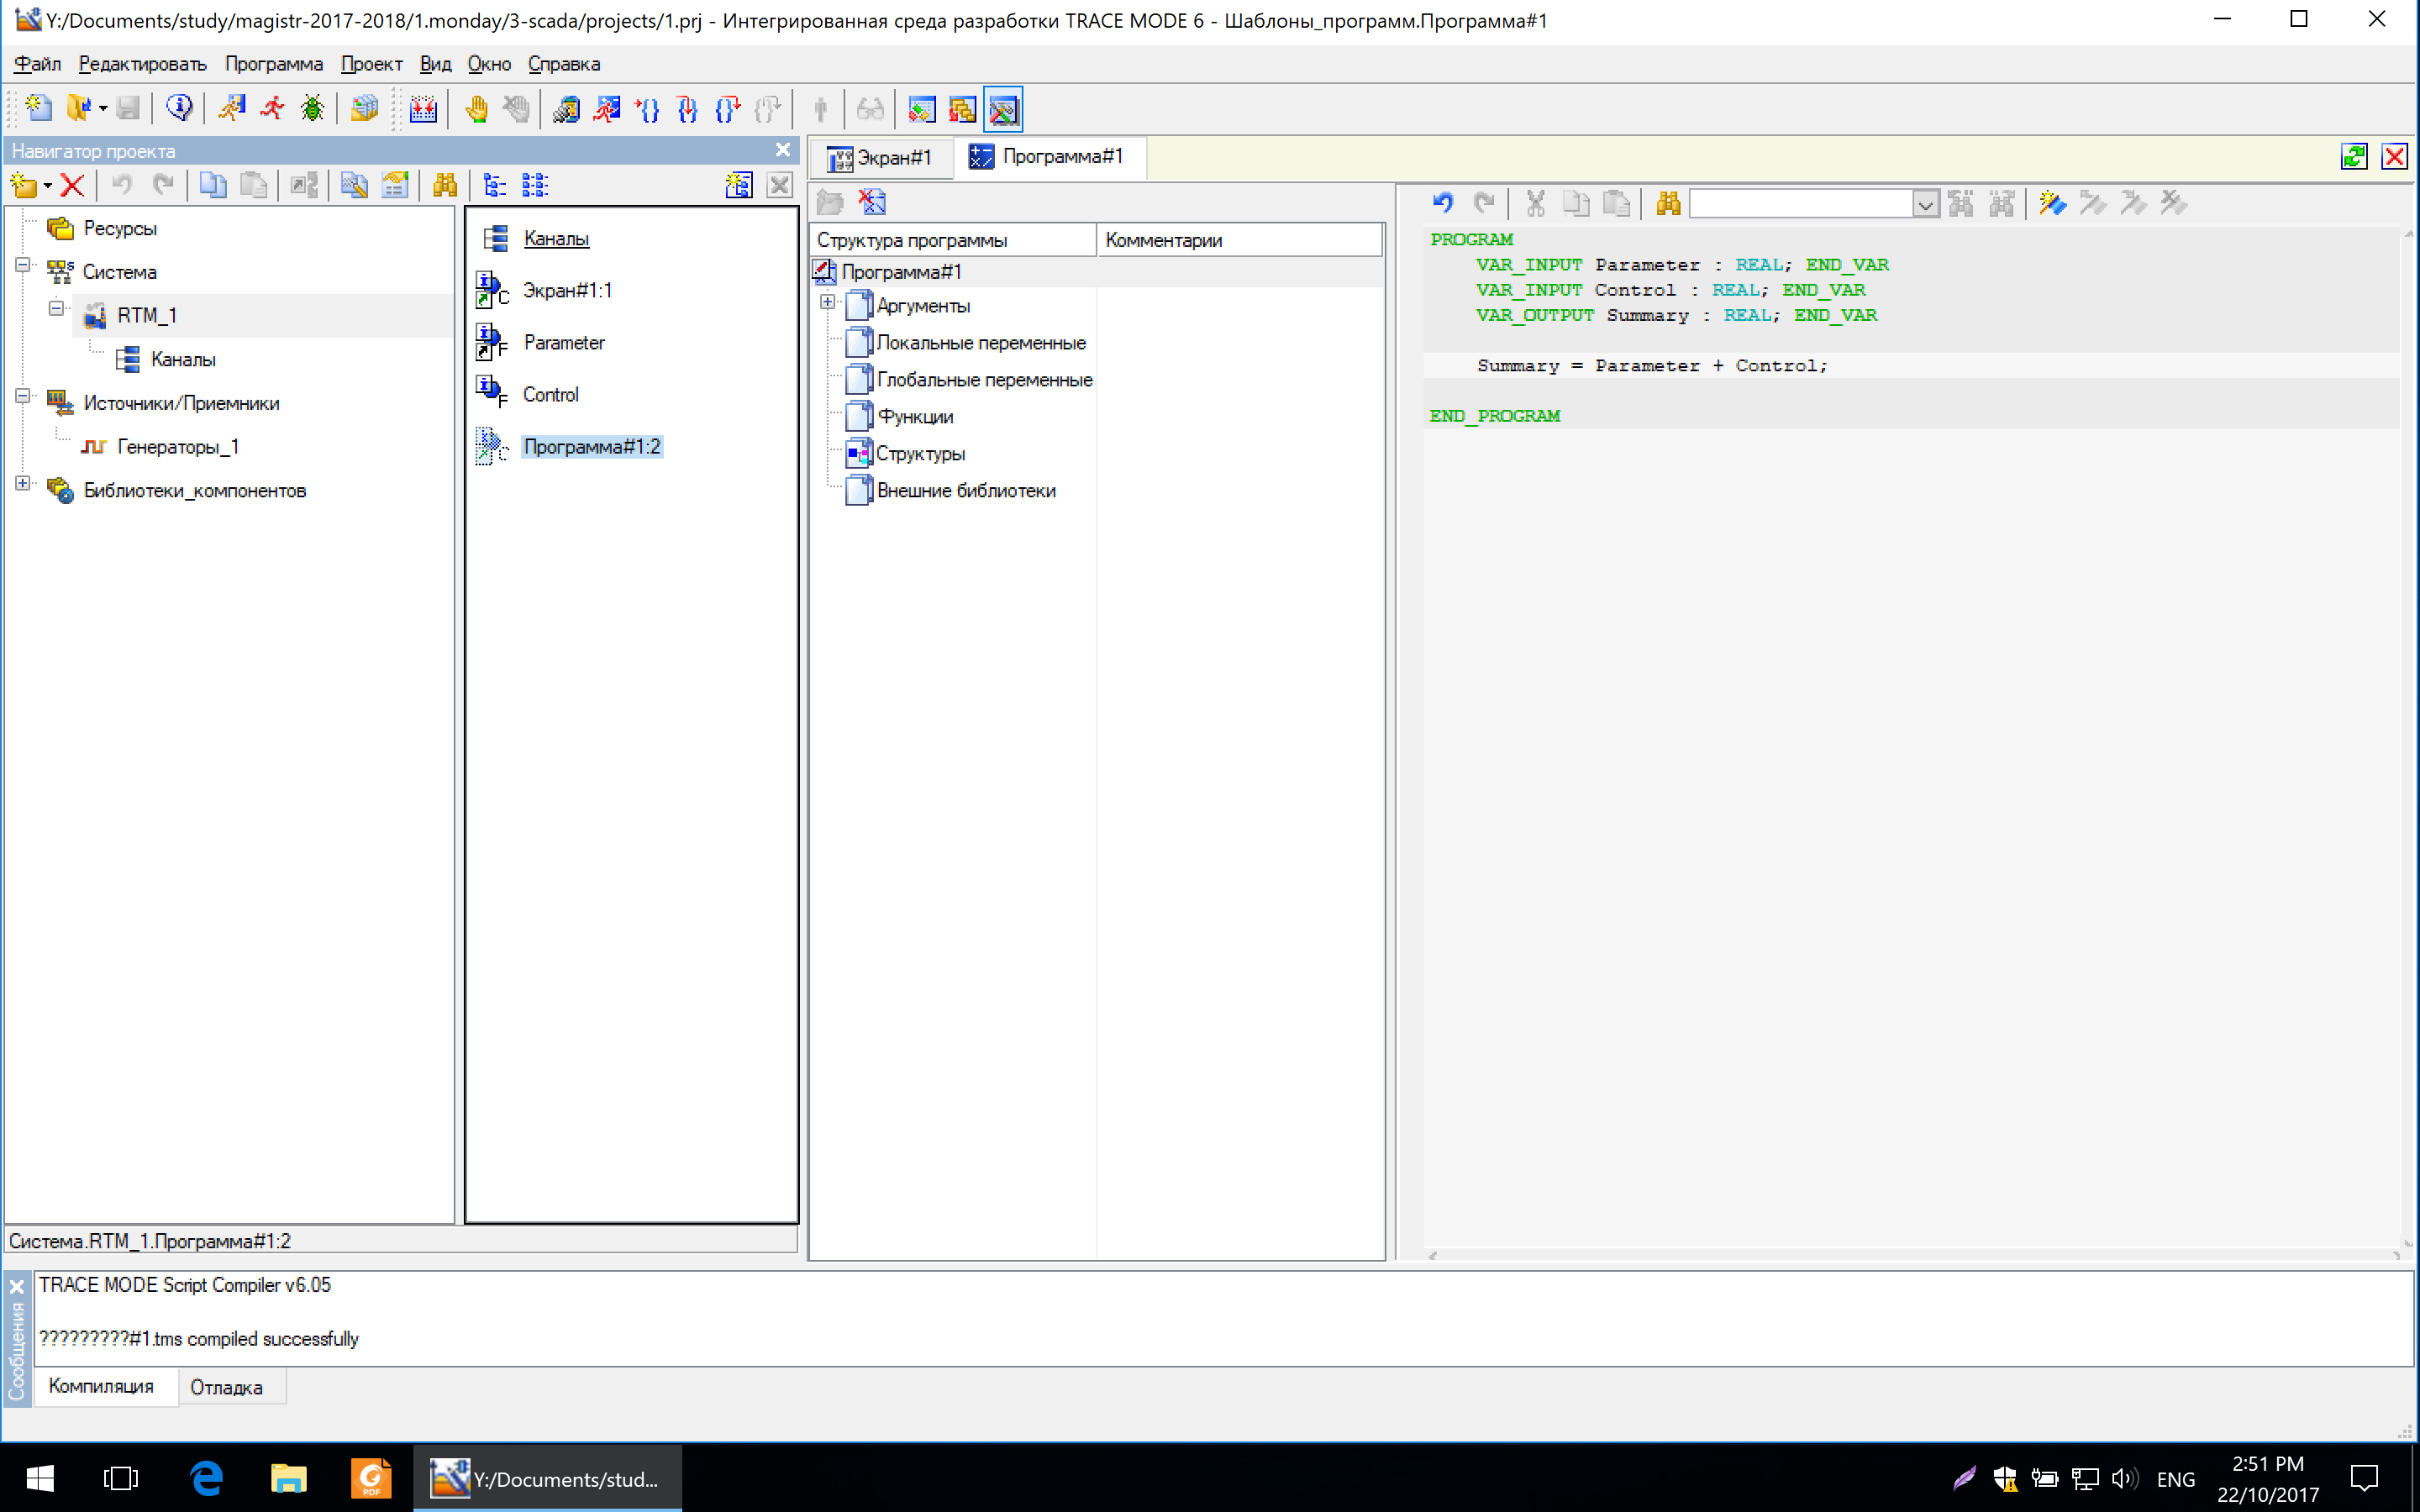 Y:/Documents/study/magistr-2017-2018/1.monday/3-scada/projects/1.prj - Интегрированная среда разработки TRACE MODE 6 - Шаблоны_программ.Программа#1
Файл Редактировать Программа Проект Вид Окно Справка
Навигатор проекта
Экран#1
Программа#1
Ресурсы
Система
RTM_1
Каналы
Источники/Приемники
Генераторы_1
Библиотеки_компонентов
Каналы
Экран#1:1
Parameter
Control
Программа#1:2
Структура программы
Комментарии
Программа#1
Аргументы
Локальные переменные
Глобальные переменные
Функции
Структуры
Внешние библиотеки
PROGRAM
VAR_INPUT Parameter : REAL; END_VAR
VAR_INPUT Control : REAL; END_VAR
VAR_OUTPUT Summary : REAL; END_VAR
Summary = Parameter + Control;
END_PROGRAM
Система.RTM_1.Программа#1:2
Сообщения
TRACE MODE Script Compiler v6.05
?????????#1.tms compiled successfully
Компиляция
Отладка
Y:/Documents/stud...
ENG
2:51 PM
22/10/2017